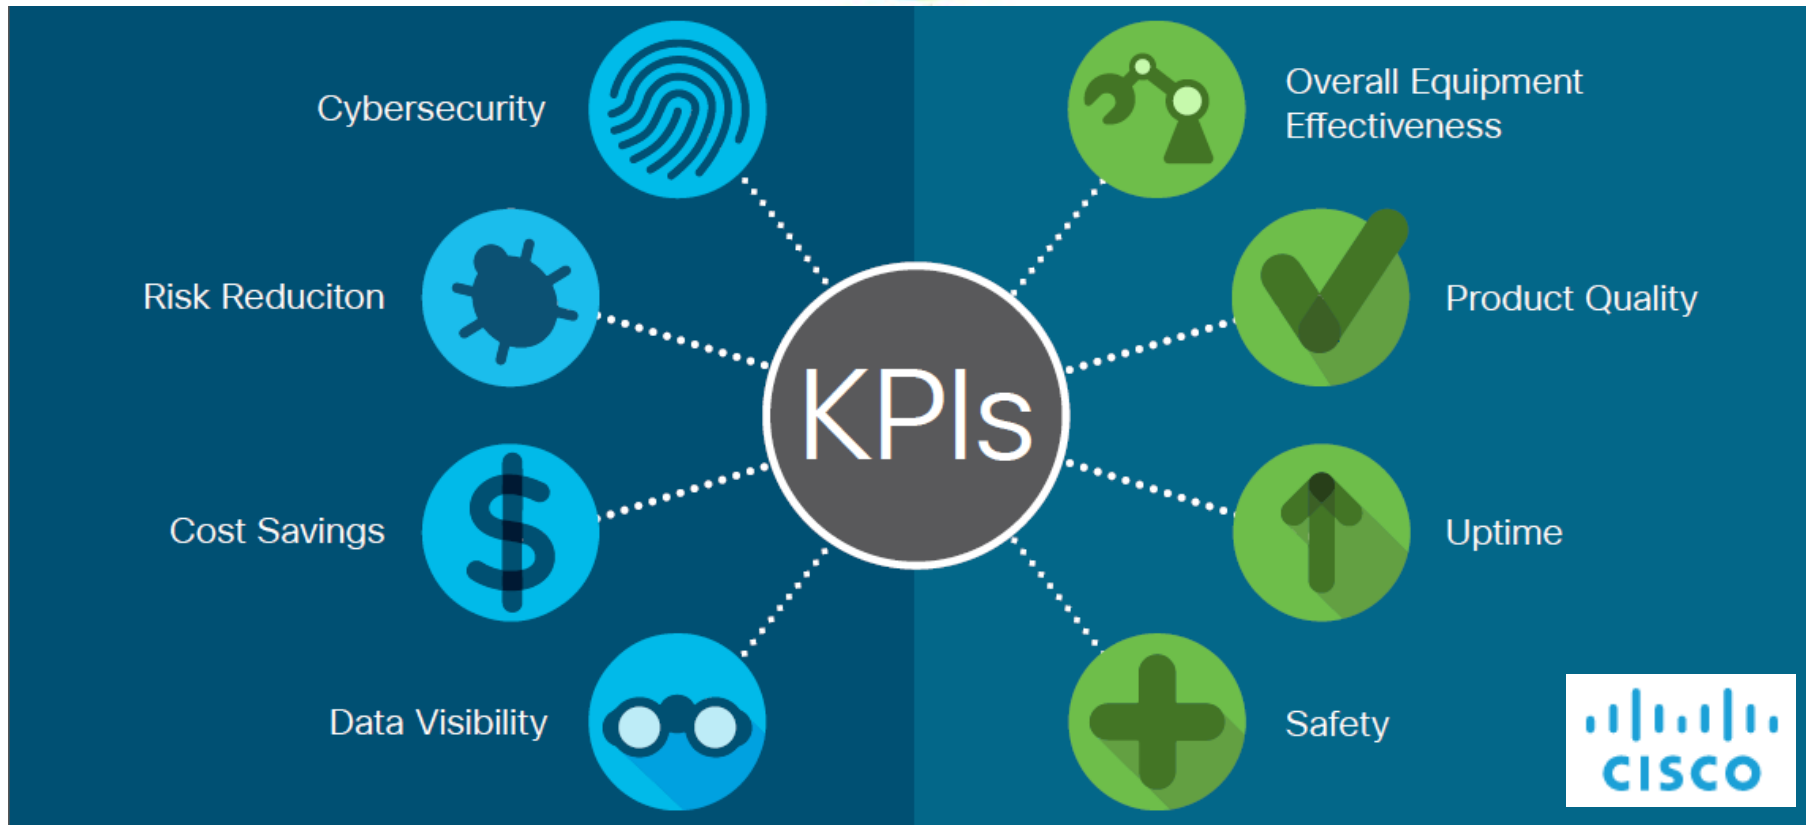 Cybersecurity
Risk Reduciton
Cost Savings
Data Visibility
KPIs
Overall Equipment
Effectiveness
Product Quality
Uptime
Safety
CISCO